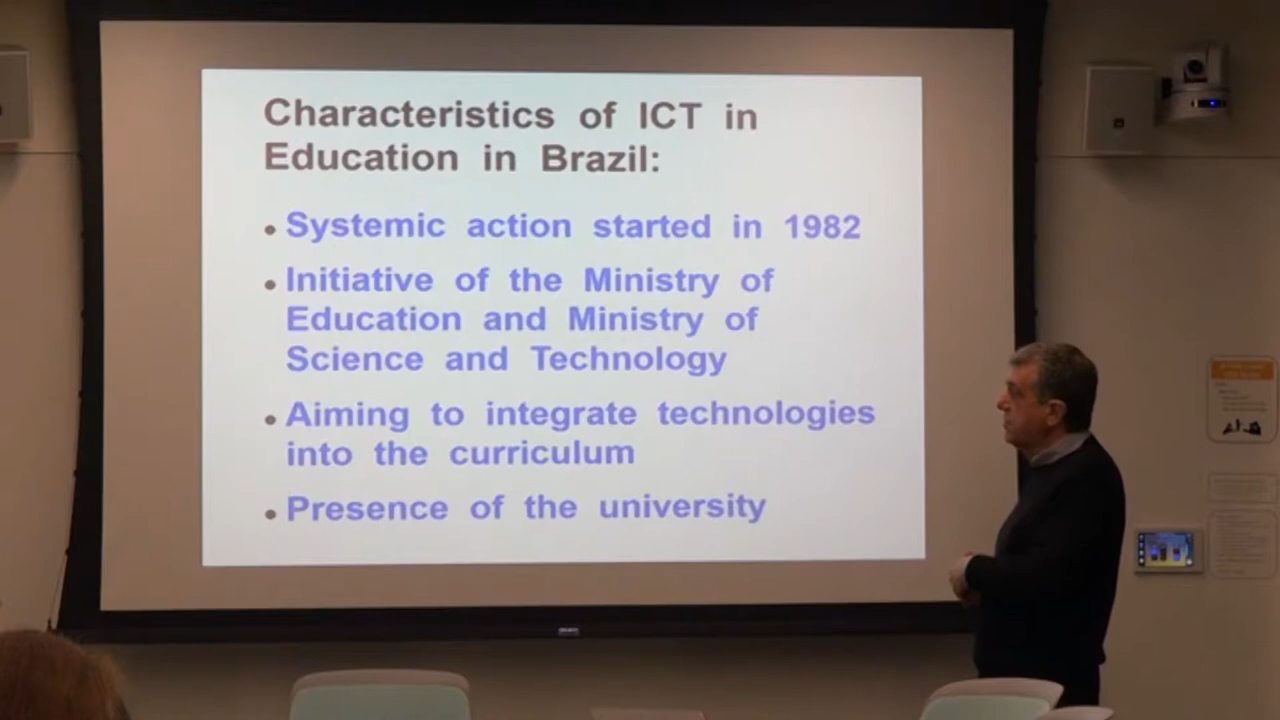 Characteristics of ICT in
Education in Brazil:
• Systemic action started in 1982
• Initiative of the Ministry of
Education and Ministry of
Science and Technology
• Aiming to integrate technologies
into the curriculum
• Presence of the university